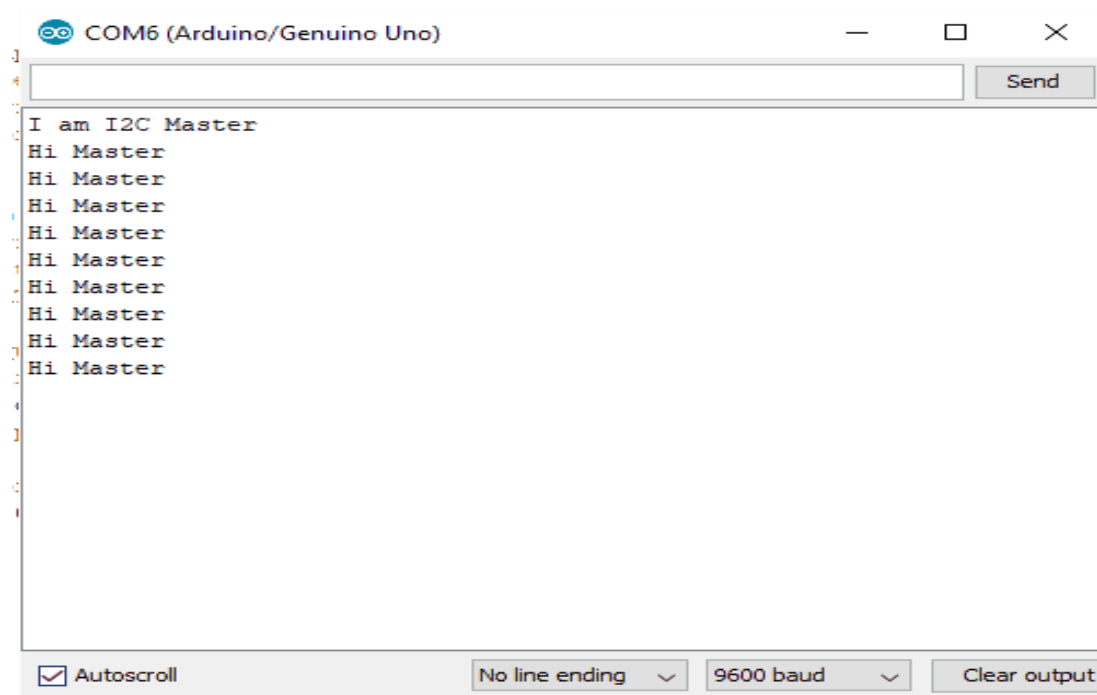 COM6 (Arduino/Genuino Uno)
Send
I am I2C Master
Hi Master
Hi Master
Hi Master
Hi Master
Hi Master
Hi Master
Hi Master
Hi Master
Hi Master
Autoscroll
No line ending
9600 baud
Clear output